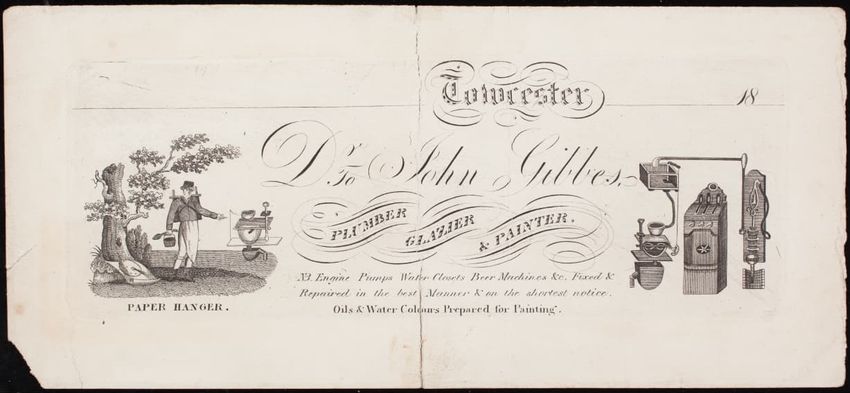 Towcester
18
Dr. To John Gibbes,
PLUMBER GLAZIER & PAINTER.
NB. Engine Pumps Water Closets Beer Machines &c. Fixed &
Repaired in the best Manner & on the shortest notice.
Oils & Water Colours Prepared for Painting.
PAPER HANGER.